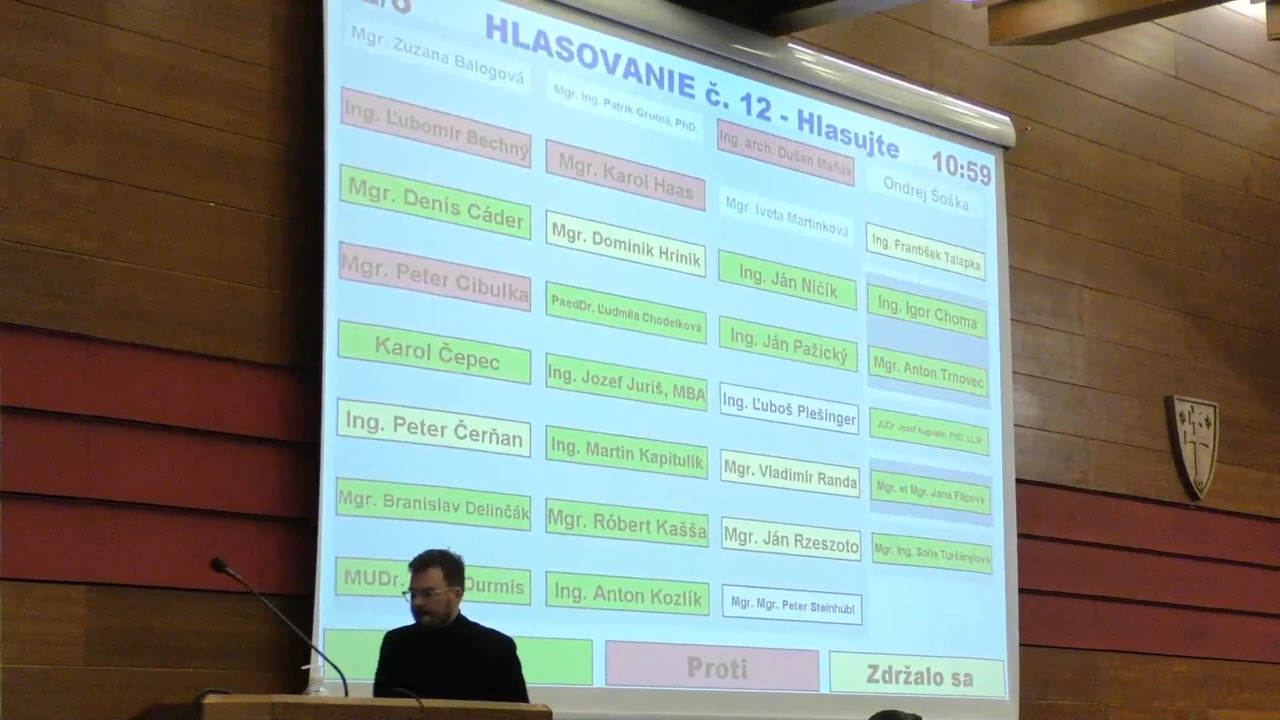 HLASOVANIE č. 12 - Hlasujte
10:59
Mgr. Zuzana Balogová
Ing. Ľubomír Bechný
Mgr. Denis Cáder
Mgr. Peter Cibulka
Karol Čepec
Ing. Peter Čerňan
Mgr. Branislav Delinčák
MUDr. Durmis
Mgr. Ing. Patrik Groma, PhD.
Mgr. Karol Haas
Mgr. Dominik Hriník
PaedDr. Ľudmila Chodelková
Ing. Jozef Juriš, MBA
Ing. Martin Kapitulík
Mgr. Róbert Kašša
Ing. Anton Kozlík
Ing. arch. Dušan Maňák
Mgr. Iveta Martinková
Ing. Ján Ničík
Ing. Ján Pažický
Ing. Ľuboš Plešinger
Mgr. Vladimír Randa
Mgr. Ján Rzeszoto
Mgr. Mgr. Peter Steinhübl
Ondrej Šoška
Ing. František Talapka
Ing. Igor Choma
Mgr. Anton Trnovec
JUDr. Jozef Augustín, PhD., LL.M
Mgr. et Mgr. Jana Filipová
Mgr. Ing. Soňa Turčányiová
Proti
Zdržalo sa